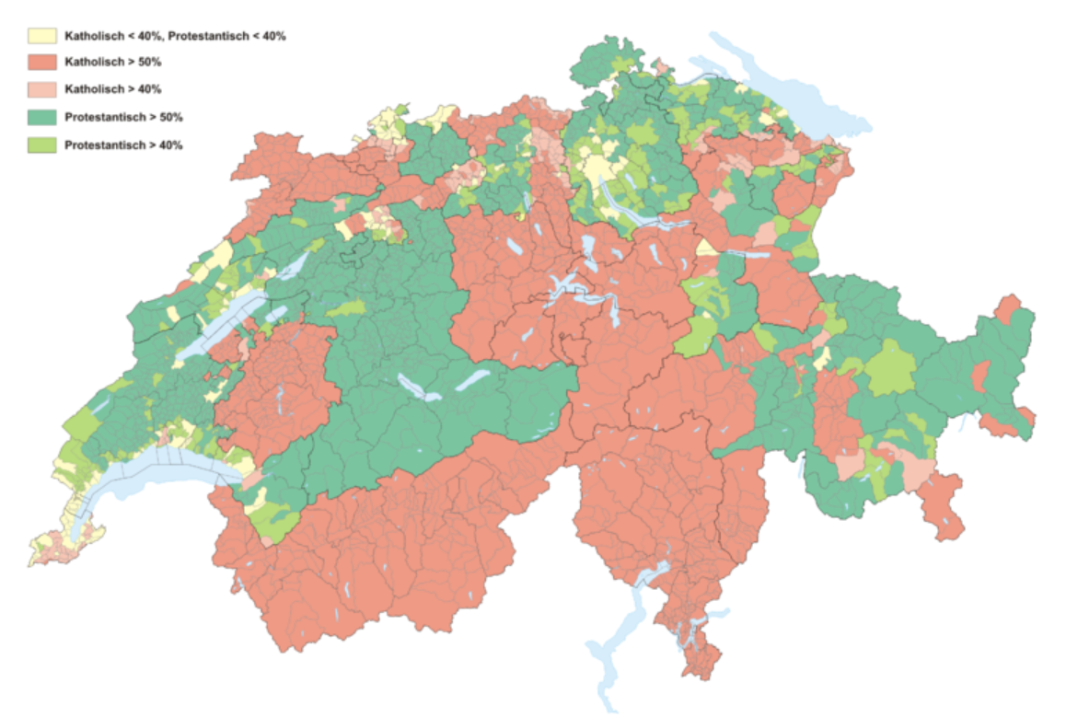 Katholisch < 40%, Protestantisch < 40%
Katholisch > 50%
Katholisch > 40%
Protestantisch > 50%
Protestantisch > 40%